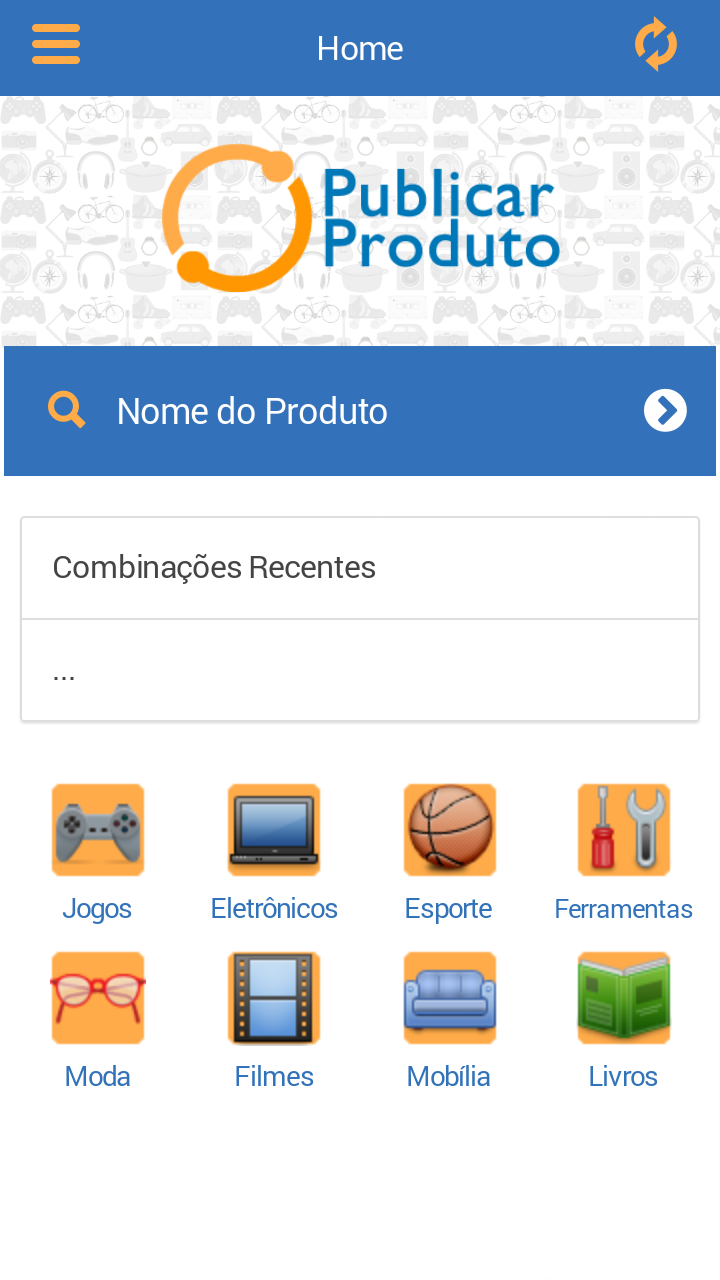 Home
Publicar
Produto
Nome do Produto
Combinações Recentes
...
Jogos
Eletrônicos
Esporte
Ferramentas
Moda
Filmes
Mobília
Livros